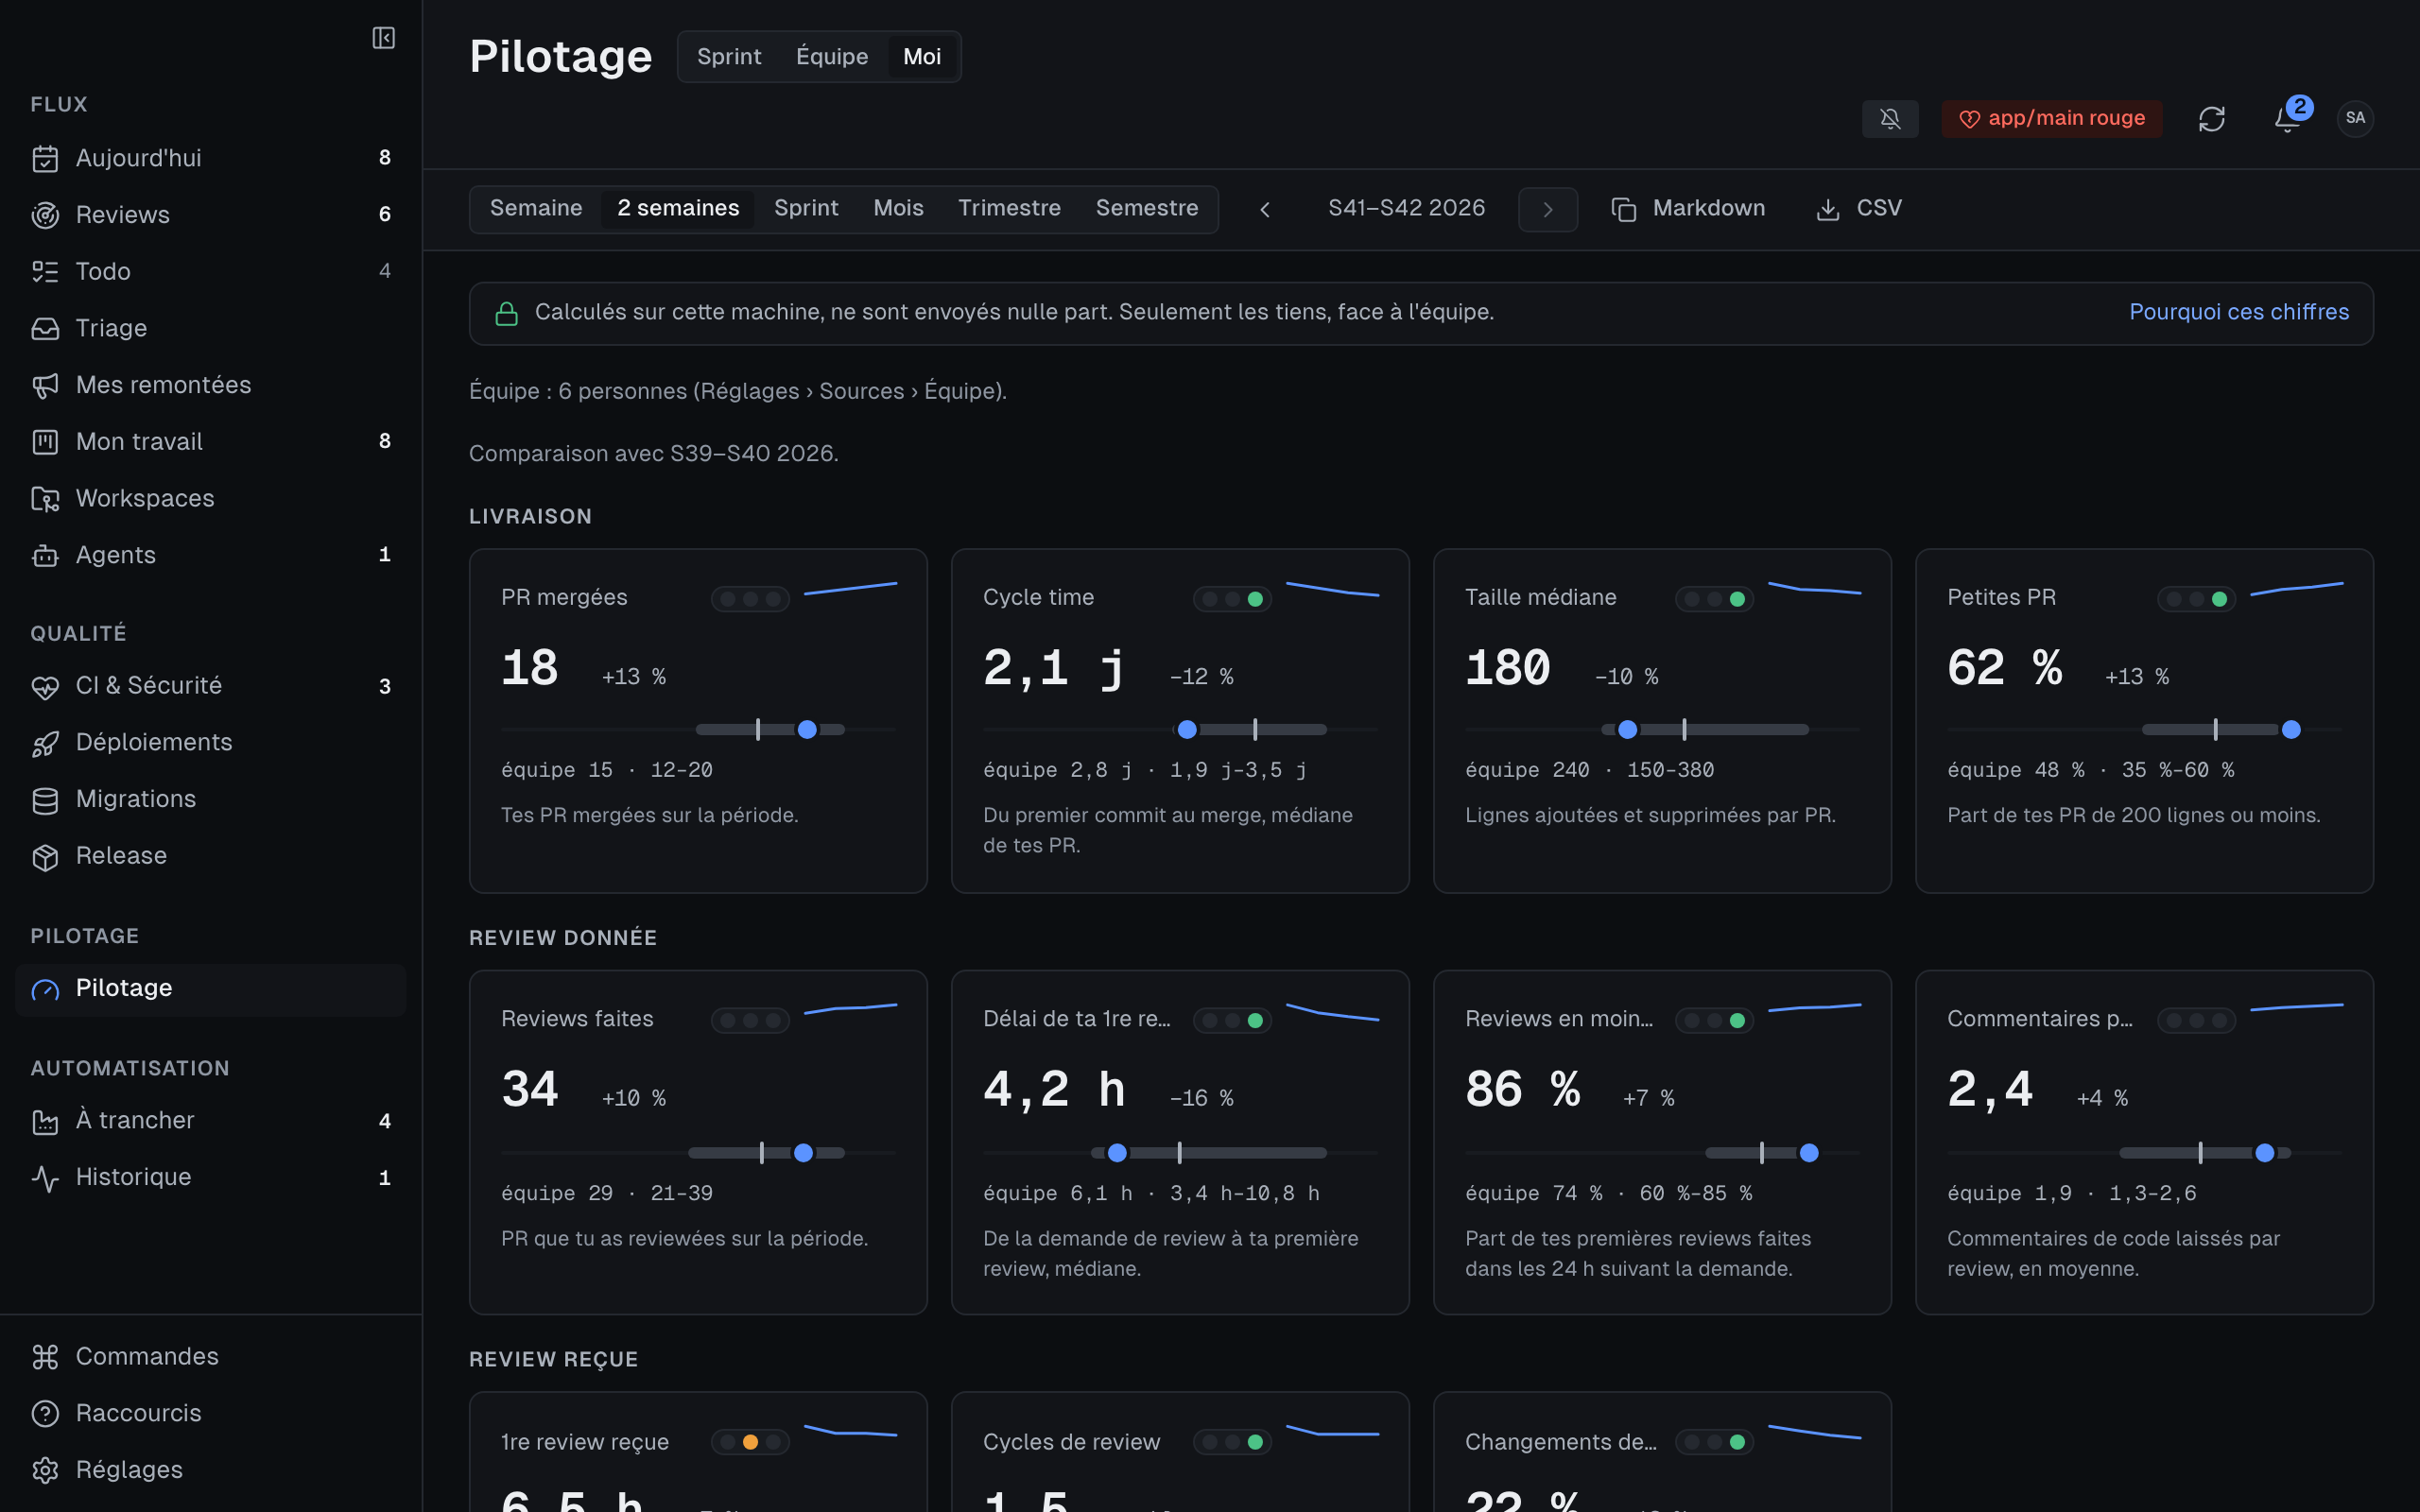 Pilotage
Sprint
Équipe
Moi
FLUX
Aujourd'hui 8
Reviews 6
Todo 4
Triage
Mes remontées
Mon travail 8
Workspaces
Agents 1
QUALITÉ
CI & Sécurité 3
Déploiements
Migrations
Release
PILOTAGE
Pilotage
AUTOMATISATION
À trancher 4
Historique 1
Commandes
Raccourcis
Réglages
app/main rouge
2
SA
Semaine
2 semaines
Sprint
Mois
Trimestre
Semestre
S41–S42 2026
Markdown
CSV
Calculés sur cette machine, ne sont envoyés nulle part. Seulement les tiens, face à l'équipe.
Pourquoi ces chiffres
Équipe : 6 personnes (Réglages › Sources › Équipe).
Comparaison avec S39–S40 2026.
LIVRAISON
PR mergées
18 +13 %
équipe 15 · 12–20
Tes PR mergées sur la période.
Cycle time
2,1 j −12 %
équipe 2,8 j · 1,9 j–3,5 j
Du premier commit au merge, médiane
de tes PR.
Taille médiane
180 −10 %
équipe 240 · 150–380
Lignes ajoutées et supprimées par PR.
Petites PR
62 % +13 %
équipe 48 % · 35 %–60 %
Part de tes PR de 200 lignes ou moins.
REVIEW DONNÉE
Reviews faites
34 +10 %
équipe 29 · 21–39
PR que tu as reviewées sur la période.
Délai de ta 1re re…
4,2 h −16 %
équipe 6,1 h · 3,4 h–10,8 h
De la demande de review à ta première
review, médiane.
Reviews en moin…
86 % +7 %
équipe 74 % · 60 %–85 %
Part de tes premières reviews faites
dans les 24 h suivant la demande.
Commentaires p…
2,4 +4 %
équipe 1,9 · 1,3–2,6
Commentaires de code laissés par
review, en moyenne.
REVIEW REÇUE
1re review reçue
6,5 h
Cycles de review
1,5
Changements de…
22 %